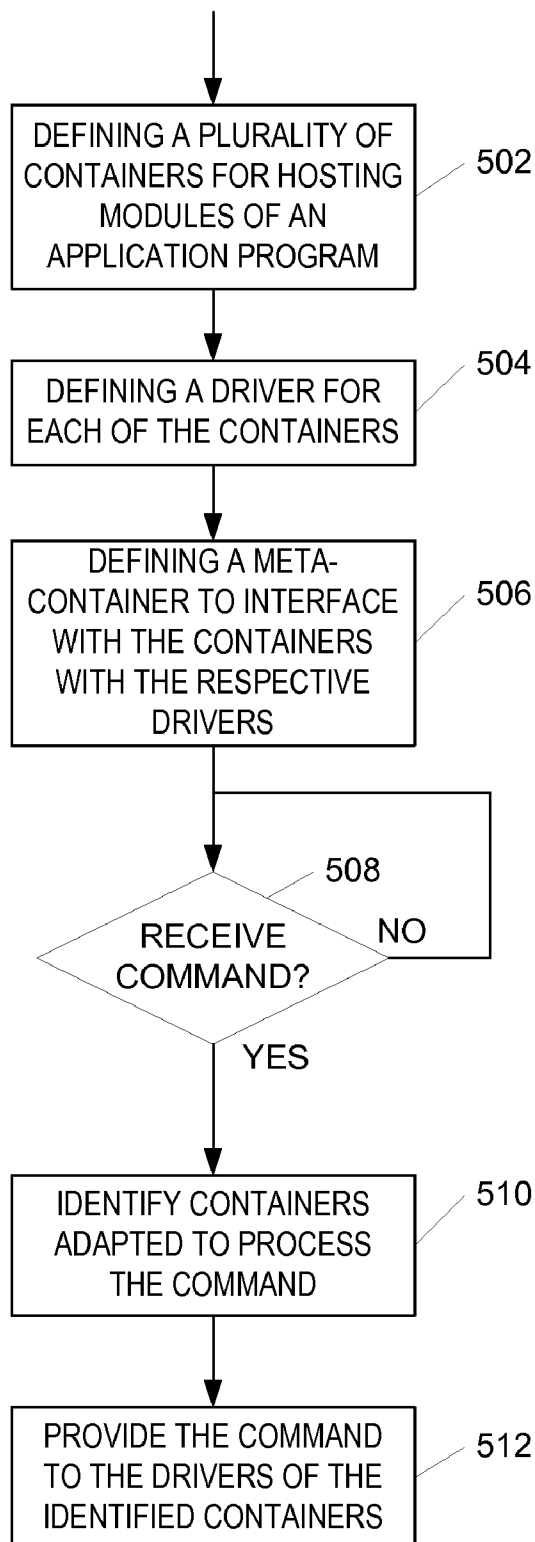 DEFINING A PLURALITY OF
CONTAINERS FOR HOSTING
MODULES OF AN
APPLICATION PROGRAM
502
DEFINING A DRIVER FOR
EACH OF THE CONTAINERS
504
DEFINING A META-
CONTAINER TO INTERFACE
WITH THE CONTAINERS
WITH THE RESPECTIVE
DRIVERS
506
508
RECEIVE
COMMAND?
NO
YES
IDENTIFY CONTAINERS
ADAPTED TO PROCESS
THE COMMAND
510
PROVIDE THE COMMAND
TO THE DRIVERS OF THE
IDENTIFIED CONTAINERS
512